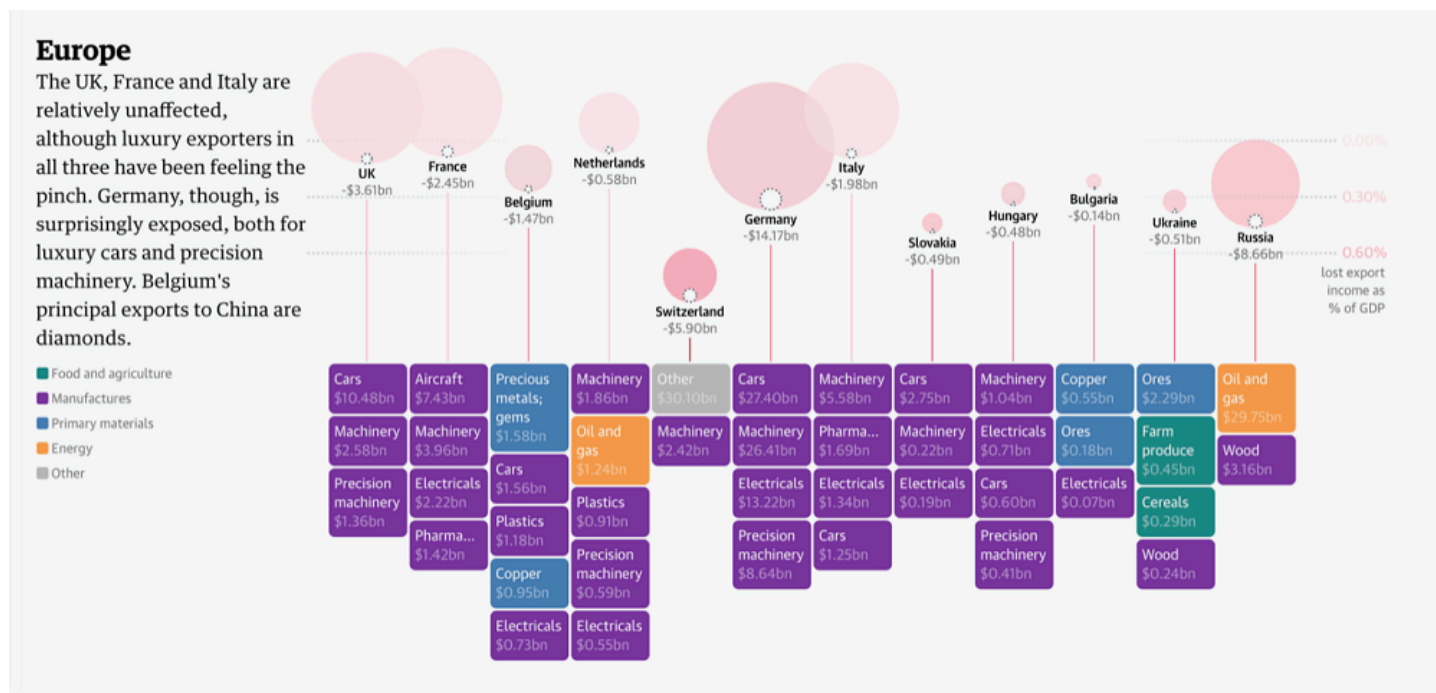 Europe
The UK, France and Italy are
relatively unaffected,
although luxury exporters in
all three have been feeling the
pinch. Germany, though, is
surprisingly exposed, both for
luxury cars and precision
machinery. Belgium's
principal exports to China are
diamonds.
Food and agriculture
Manufactures
Primary materials
Energy
Other
UK
-$3.61bn
France
-$2.45bn
Belgium
-$1.47bn
Netherlands
-$0.58bn
Switzerland
-$5.90bn
Germany
-$14.17bn
Italy
-$1.98bn
Slovakia
-$0.49bn
Hungary
-$0.48bn
Bulgaria
-$0.14bn
Ukraine
-$0.51bn
Russia
-$8.66bn
0.00%
0.30%
0.60%
lost export
income as
% of GDP
Cars
$10.48bn
Machinery
$2.58bn
Precision
machinery
$1.36bn
Aircraft
$7.43bn
Machinery
$3.96bn
Electricals
$2.22bn
Pharma...
$1.42bn
Precious
metals;
gems
$1.58bn
Cars
$1.56bn
Plastics
$1.18bn
Copper
$0.95bn
Electricals
$0.73bn
Machinery
$1.86bn
Oil and
gas
$1.24bn
Plastics
$0.91bn
Precision
machinery
$0.59bn
Electricals
$0.55bn
Other
$30.10bn
Machinery
$2.42bn
Cars
$27.40bn
Machinery
$26.41bn
Electricals
$13.22bn
Precision
machinery
$8.64bn
Machinery
$5.58bn
Pharma...
$1.69bn
Electricals
$1.34bn
Cars
$1.25bn
Cars
$2.75bn
Machinery
$0.22bn
Electricals
$0.19bn
Machinery
$1.04bn
Electricals
$0.71bn
Cars
$0.60bn
Precision
machinery
$0.41bn
Copper
$0.55bn
Ores
$0.18bn
Electricals
$0.07bn
Ores
$2.29bn
Farm
produce
$0.45bn
Cereals
$0.29bn
Wood
$0.24bn
Oil and
gas
$29.75bn
Wood
$3.16bn